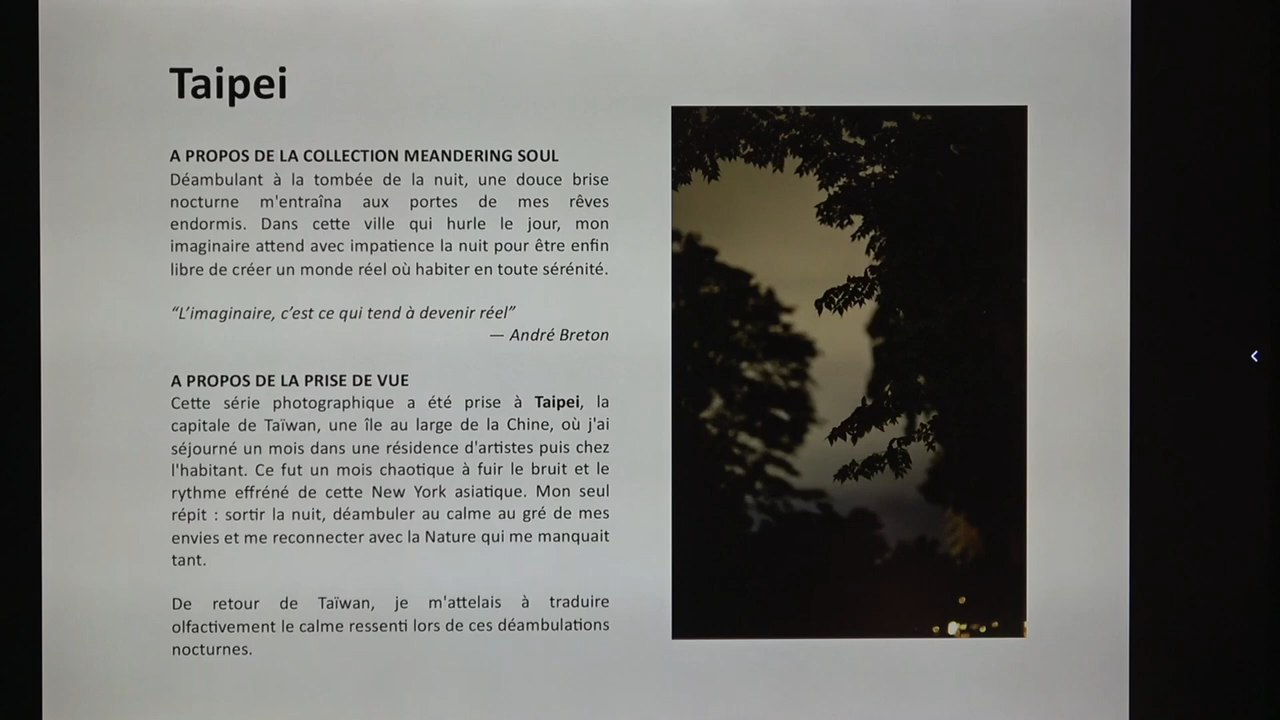 Taipei
A PROPOS DE LA COLLECTION MEANDERING SOUL
Déambulant à la tombée de la nuit, une douce brise
nocturne m'entraîna aux portes de mes rêves
endormis. Dans cette ville qui hurle le jour, mon
imaginaire attend avec impatience la nuit pour être enfin
libre de créer un monde réel où habiter en toute sérénité.
“L’imaginaire, c’est ce qui tend à devenir réel”
— André Breton
A PROPOS DE LA PRISE DE VUE
Cette série photographique a été prise à Taipei, la
capitale de Taïwan, une île au large de la Chine, où j'ai
séjourné un mois dans une résidence d'artistes puis chez
l'habitant. Ce fut un mois chaotique à fuir le bruit et le
rythme effréné de cette New York asiatique. Mon seul
répit : sortir la nuit, déambuler au calme au gré de mes
envies et me reconnecter avec la Nature qui me manquait
tant.
De retour de Taïwan, je m'attelais à traduire
olfactivement le calme ressenti lors de ces déambulations
nocturnes.